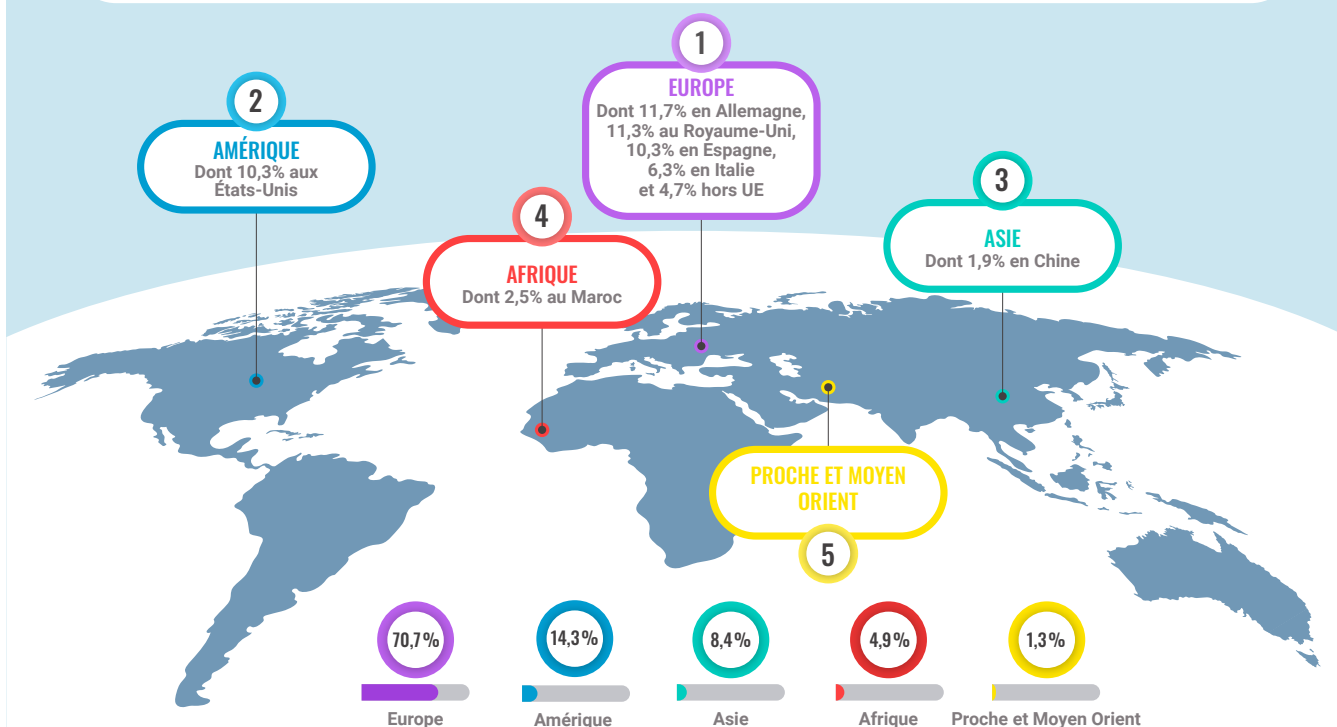 1
EUROPE
Dont 11,7% en Allemagne,
11,3% au Royaume-Uni,
10,3% en Espagne,
6,3% en Italie
et 4,7% hors UE
2
AMÉRIQUE
Dont 10,3% aux
États-Unis
3
ASIE
Dont 1,9% en Chine
4
AFRIQUE
Dont 2,5% au Maroc
PROCHE ET MOYEN
ORIENT
5
70,7%
Europe
14,3%
Amérique
8,4%
Asie
4,9%
Afrique
1,3%
Proche et Moyen Orient